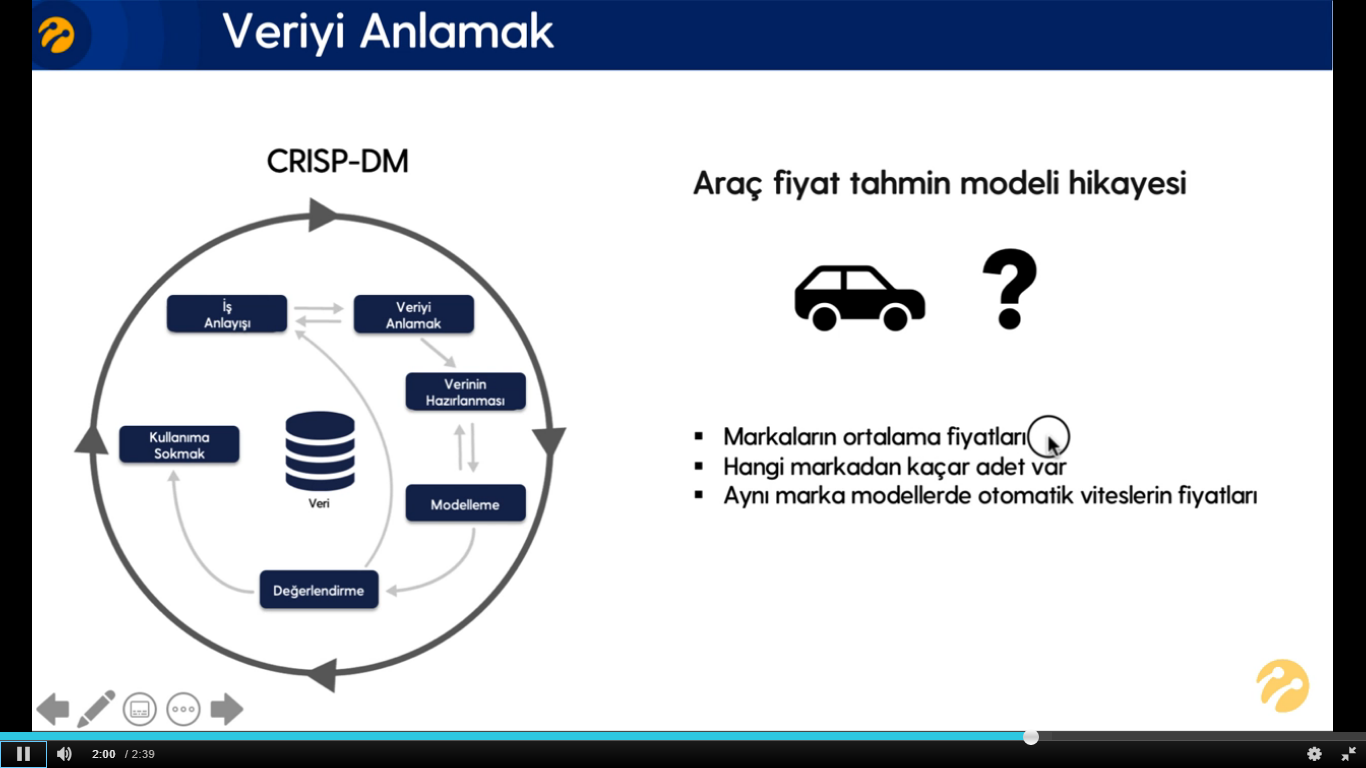 Veriyi Anlamak
CRISP-DM
İş
Anlayışı
Veriyi
Anlamak
Verinin
Hazırlanması
Kullanıma
Sokmak
Veri
Modelleme
Değerlendirme
Araç fiyat tahmin modeli hikayesi
?
▪ Markaların ortalama fiyatları
▪ Hangi markadan kaçar adet var
▪ Aynı marka modellerde otomatik viteslerin fiyatları
2:00 / 2:39